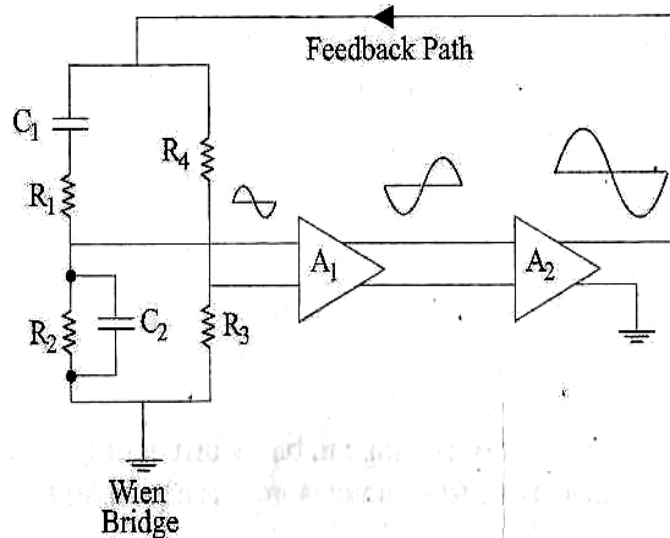 Feedback Path
C₁
R₄
R₁
A₁
A₂
R₂
C₂
R₃
Wien
Bridge